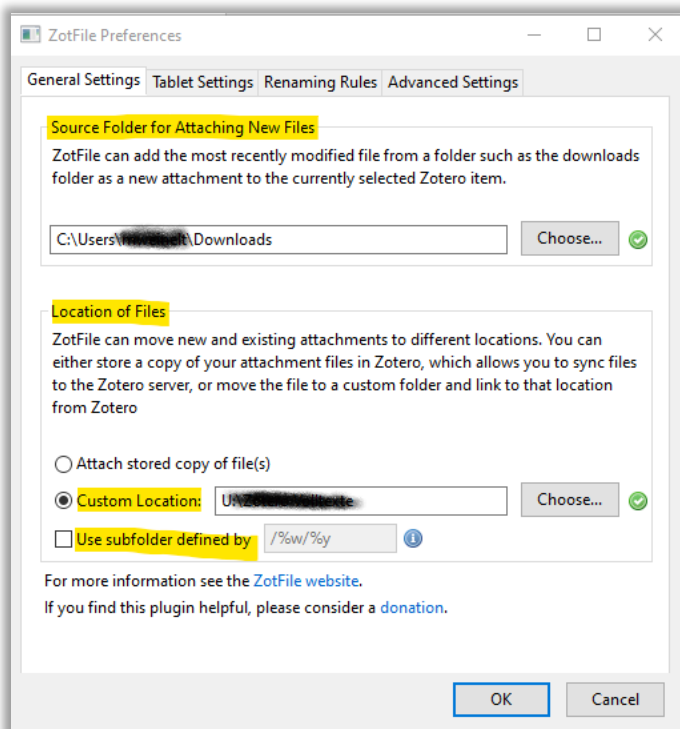 ZotFile Preferences
General Settings Tablet Settings Renaming Rules Advanced Settings
Source Folder for Attaching New Files
ZotFile can add the most recently modified file from a folder such as the downloads
folder as a new attachment to the currently selected Zotero item.
C:\Users\ \Downloads
Choose...
Location of Files
ZotFile can move new and existing attachments to different locations. You can
either store a copy of your attachment files in Zotero, which allows you to sync files
to the Zotero server, or move the file to a custom folder and link to that location
from Zotero
Attach stored copy of file(s)
Custom Location: U:\
Choose...
Use subfolder defined by /%w/%y
For more information see the ZotFile website.
If you find this plugin helpful, please consider a donation.
OK Cancel